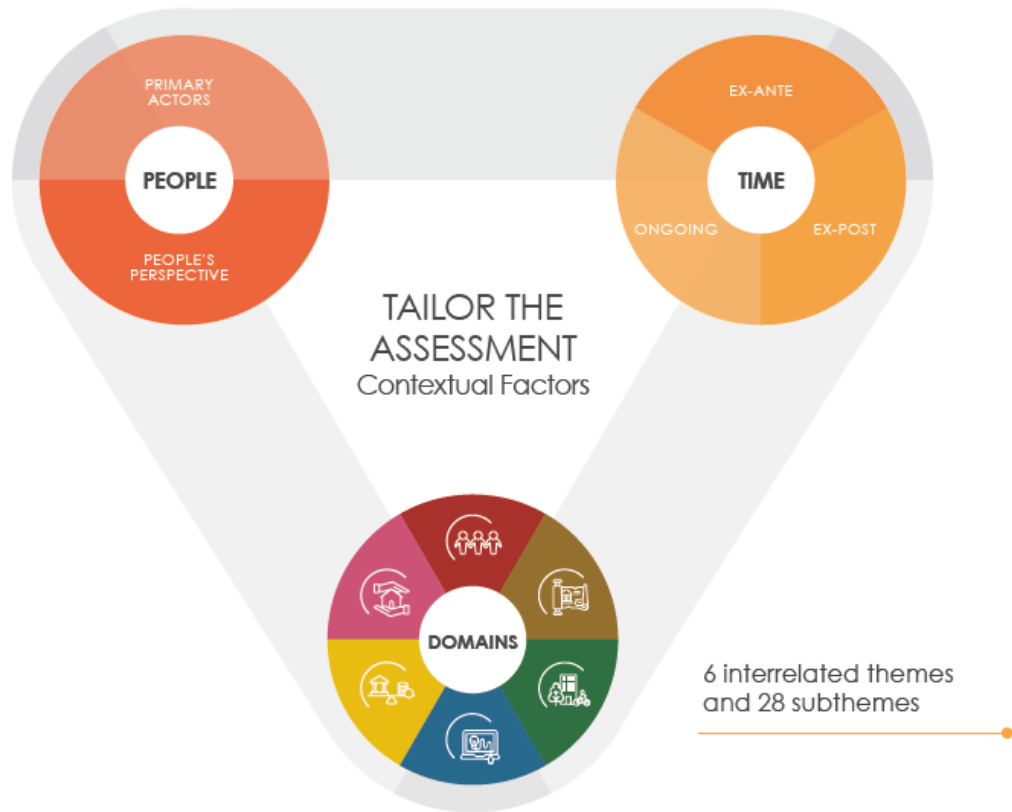 PRIMARY
ACTORS
PEOPLE
PEOPLE'S
PERSPECTIVE
EX-ANTE
TIME
ONGOING
EX-POST
TAILOR THE
ASSESSMENT
Contextual Factors
DOMAINS
6 interrelated themes
and 28 subthemes